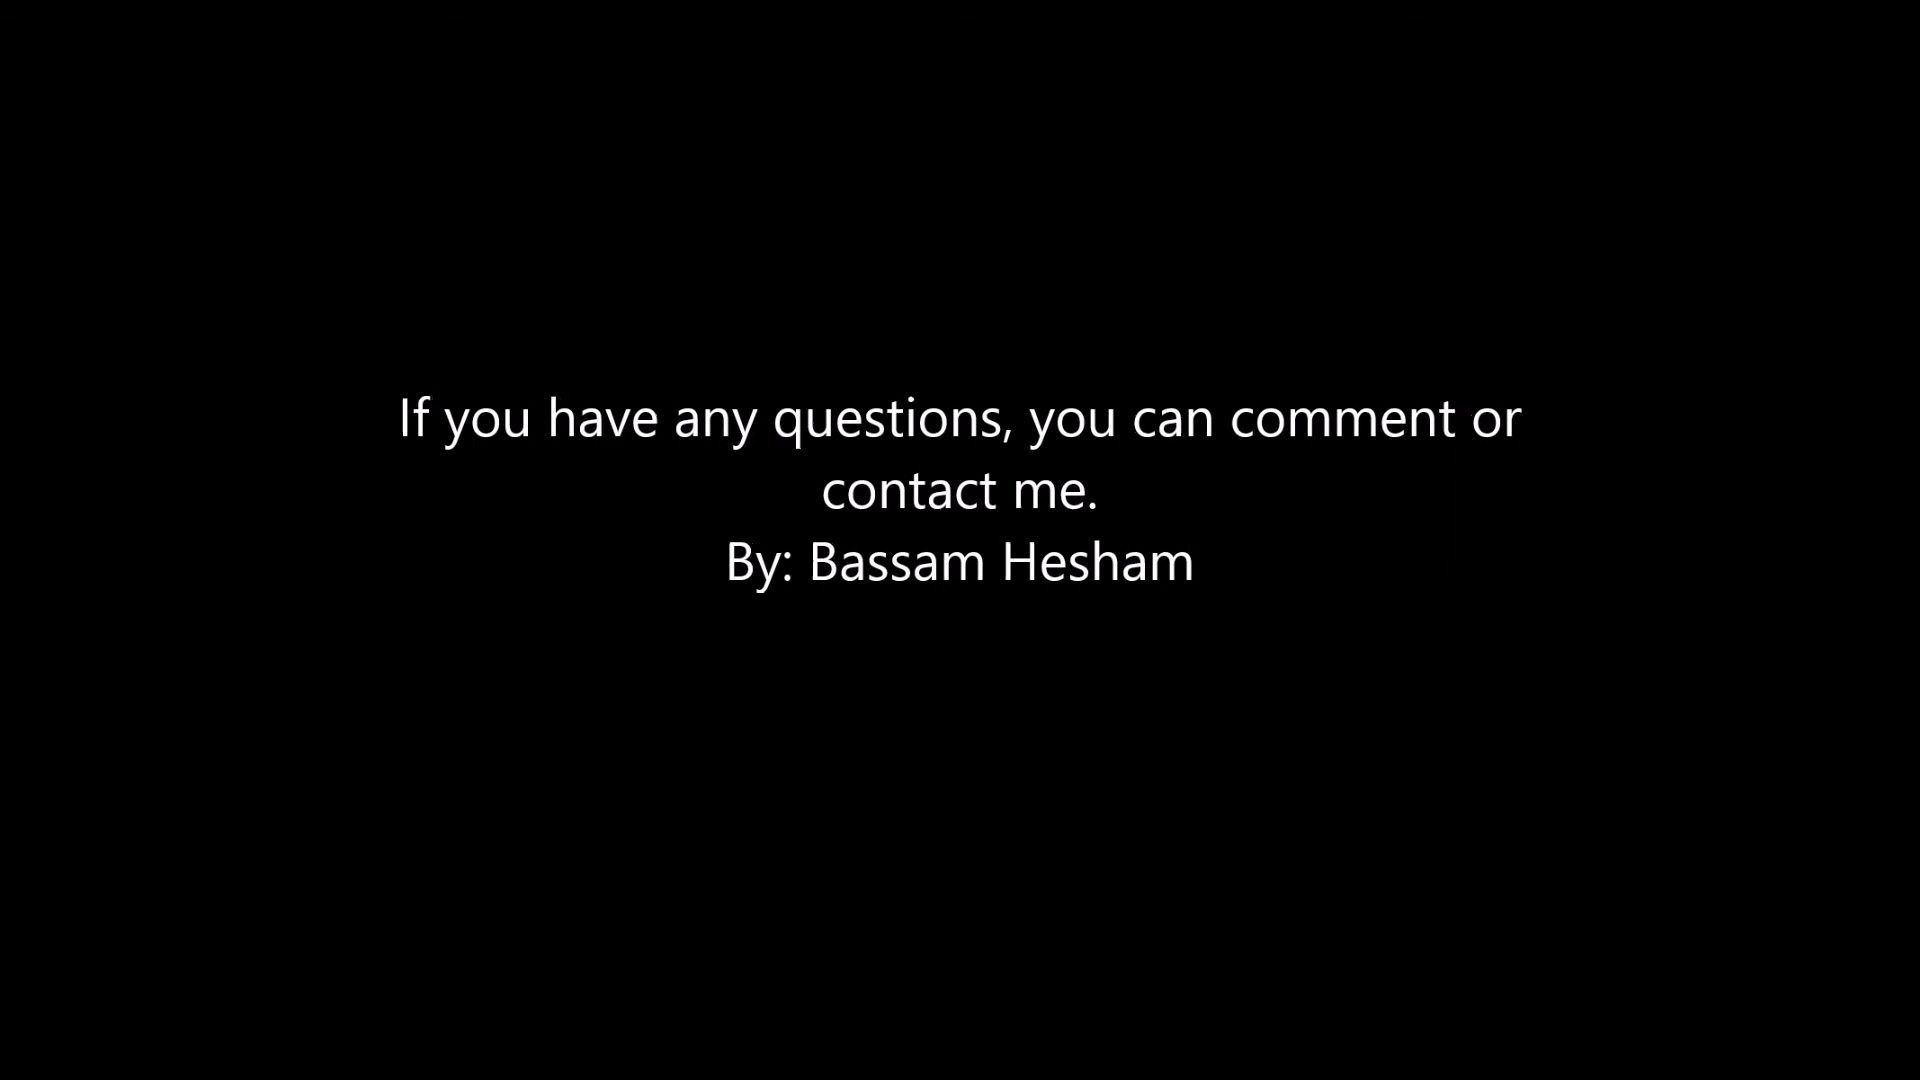 If you have any questions, you can comment or
contact me.
By: Bassam Hesham